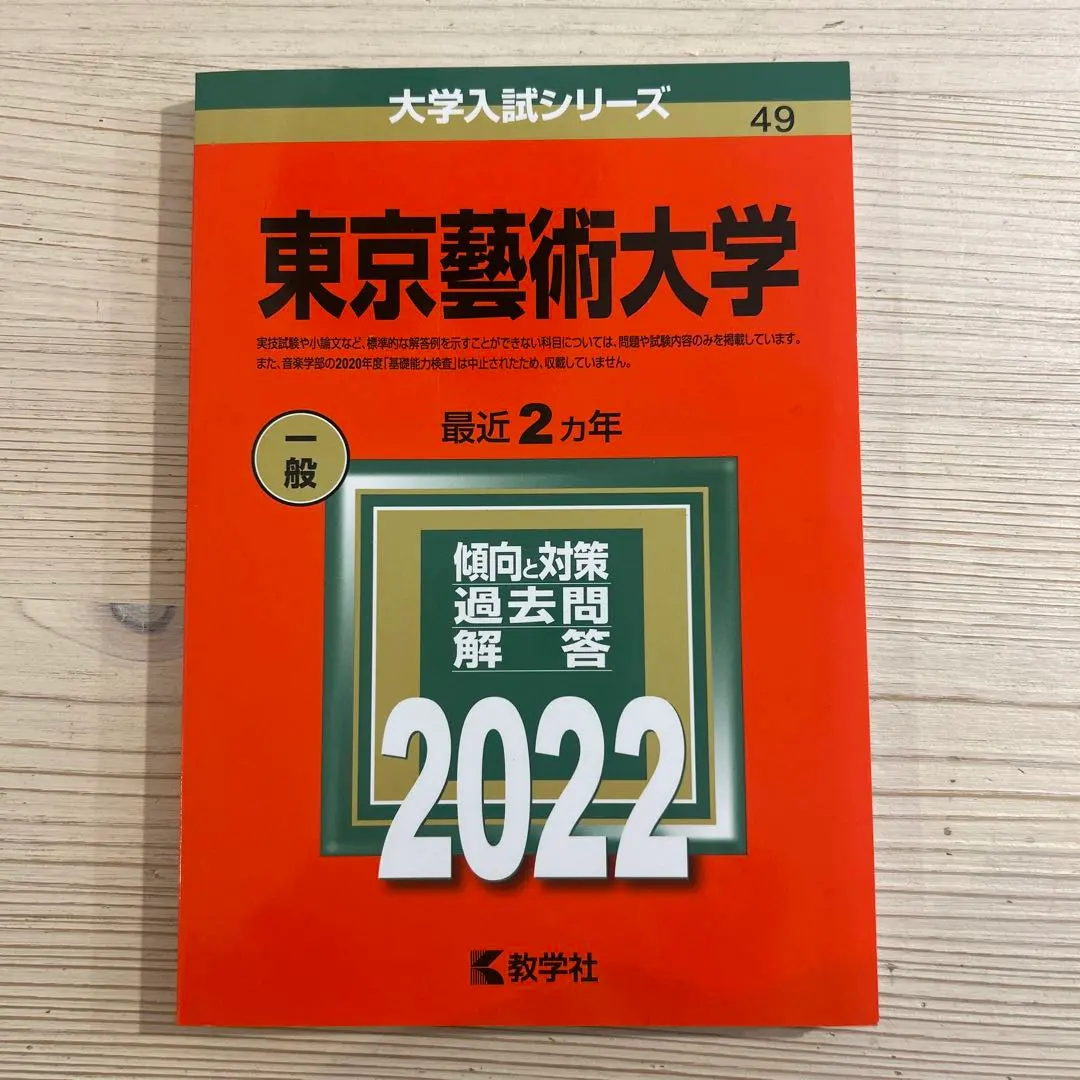 大学入試シリーズ
49
東京藝術大学
実技試験や小論文など、標準的な解答例を示すことができない科目については、問題や試験内容のみを掲載しています。
また、音楽学部の2020年度「基礎能力検査」は中止されたため、収載していません。
最近2カ年
一般
傾向と対策
過去問
解答
2022
教学社